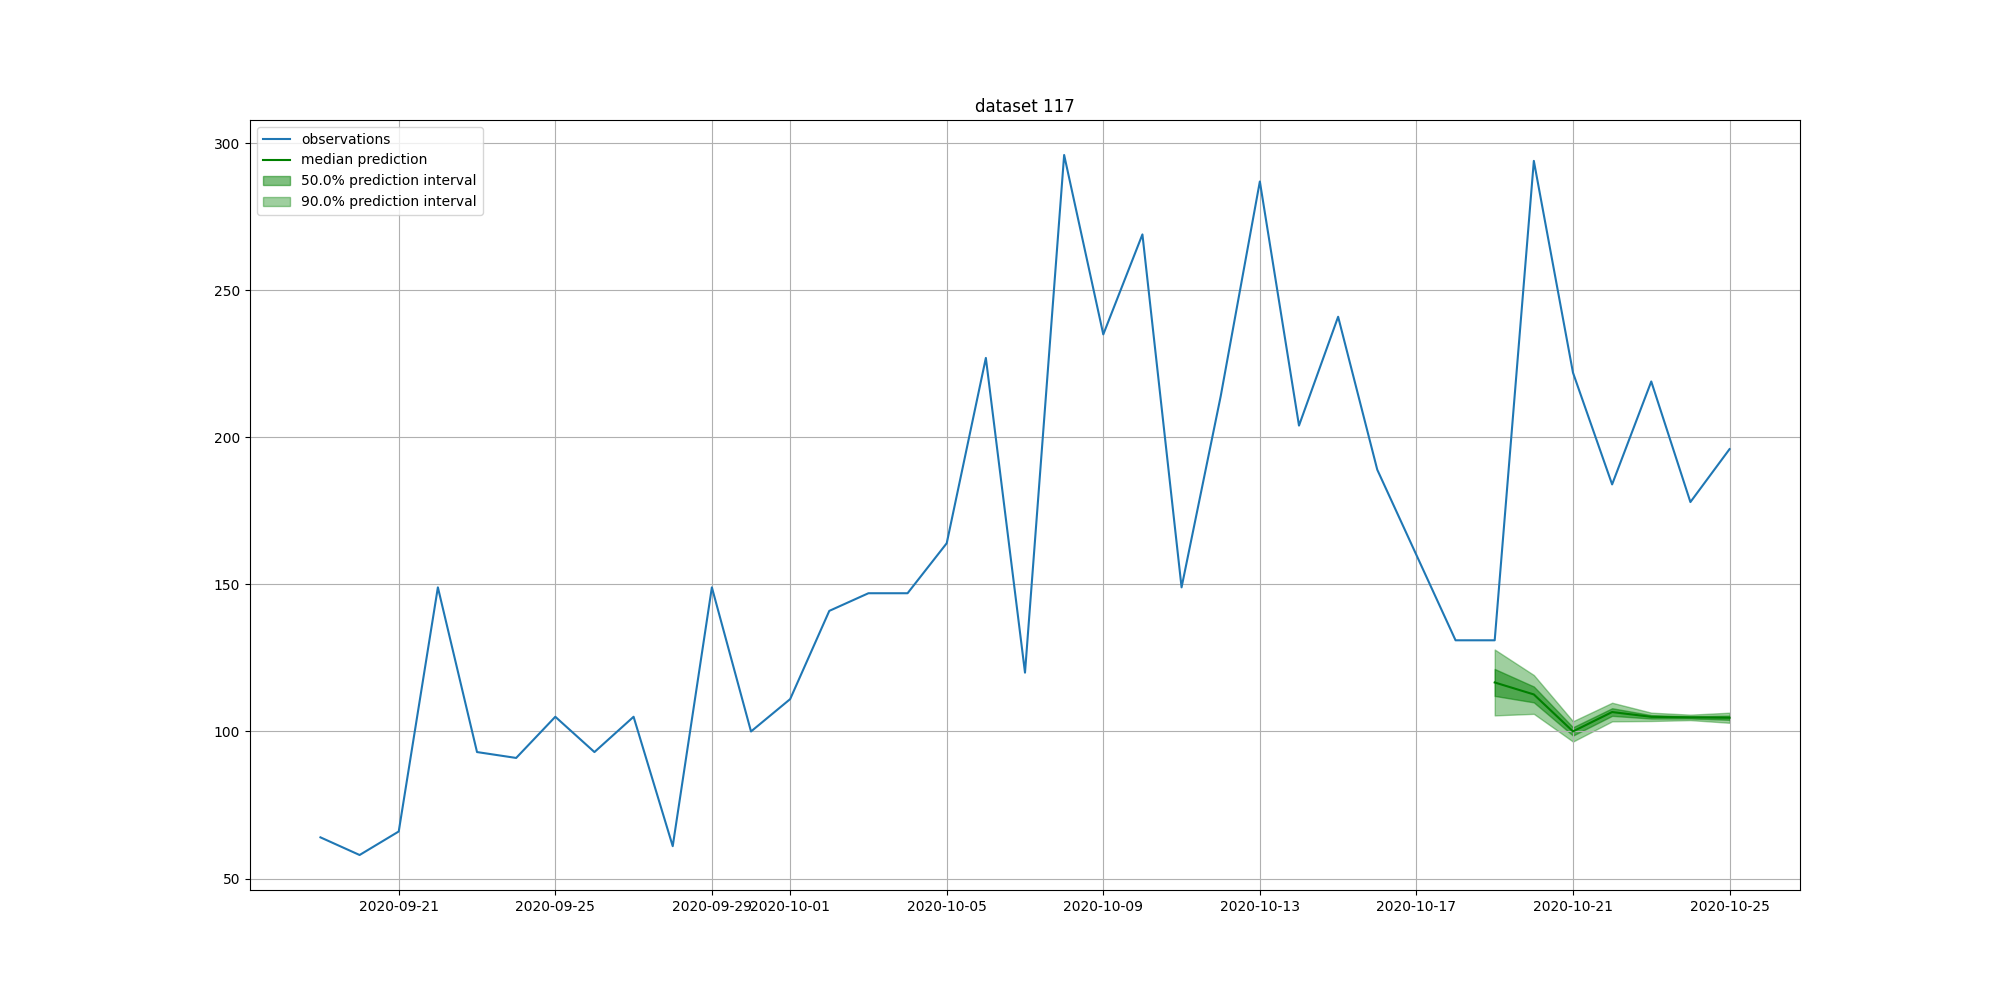 dataset 117
observations
median prediction
50.0% prediction interval
90.0% prediction interval
300
250
200
150
100
50
2020-09-21 2020-09-25 2020-09-29 2020-10-01 2020-10-05 2020-10-09 2020-10-13 2020-10-17 2020-10-21 2020-10-25